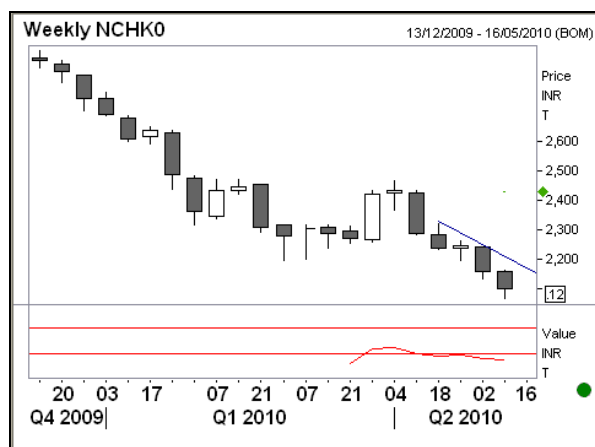 Weekly NCHK0
13/12/2009 - 16/05/2010 (BOM)
Price
INR
T
2,600
2,500
2,400
2,300
2,200
.12
Value
INR
T
20 03 17 07 21 07 21 04 18 02 16
Q4 2009 Q1 2010 Q2 2010